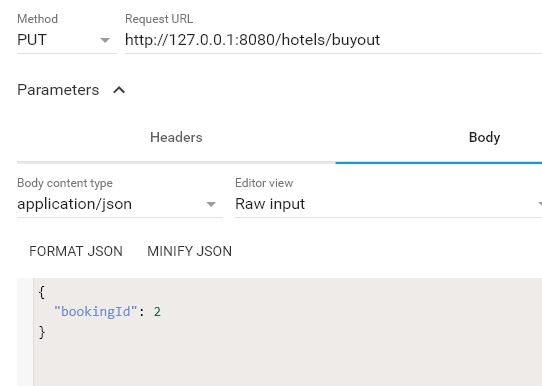 Method Request URL
PUT http://127.0.0.1:8080/hotels/buyout
Parameters
Headers Body
Body content type Editor view
application/json Raw input
FORMAT JSON MINIFY JSON
{
"bookingId": 2
}